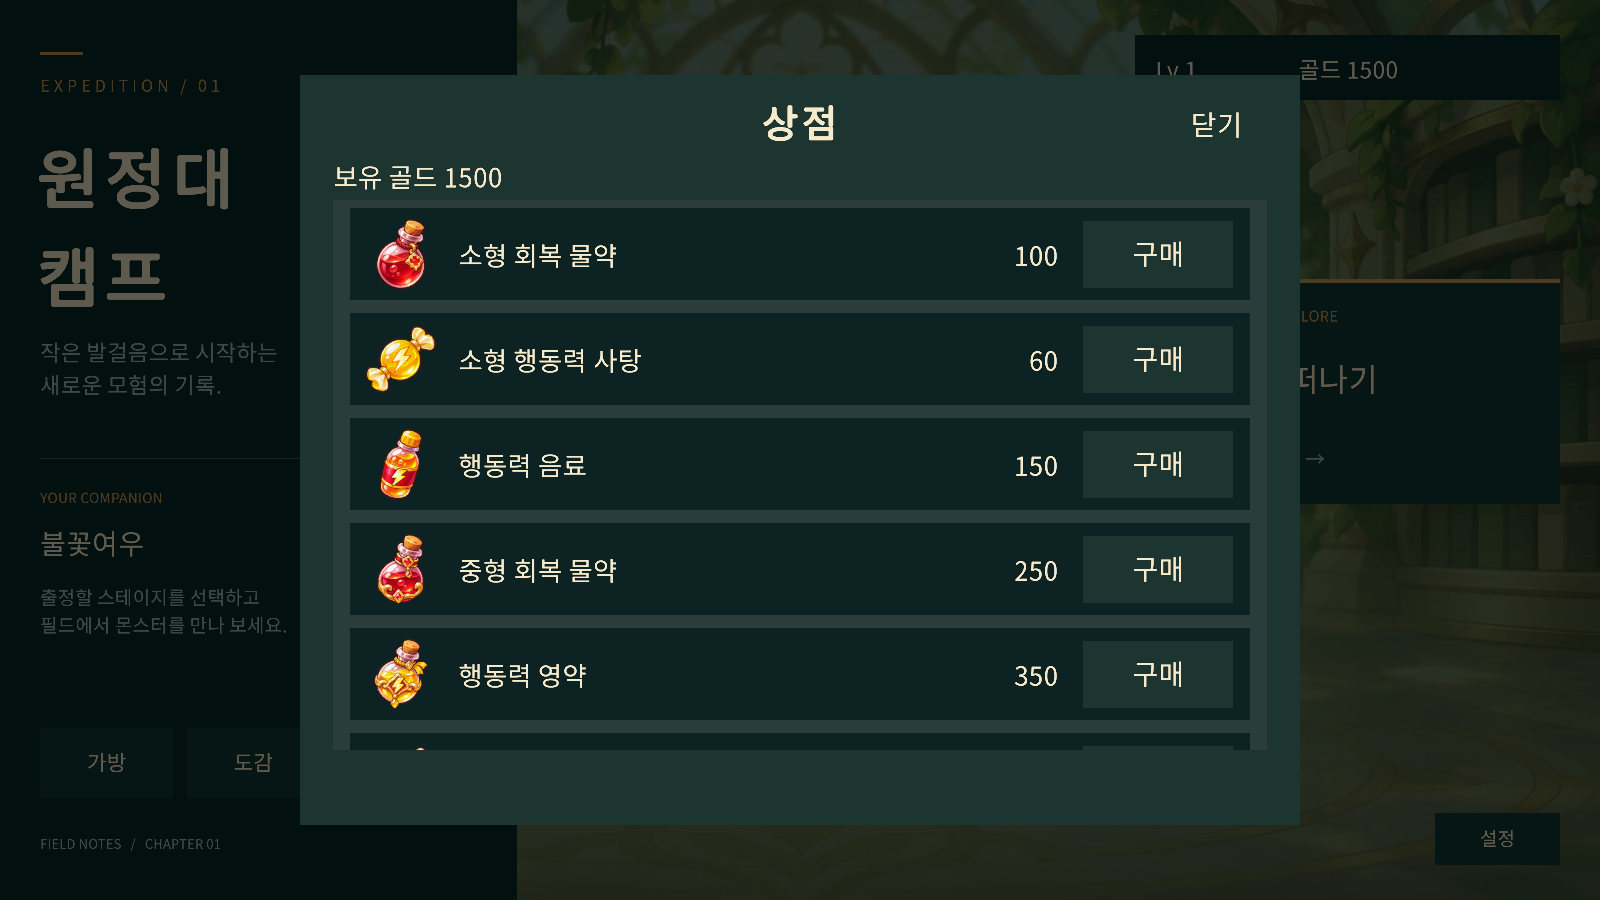 EXPEDITION / 01
원정대
캠프
작은 발걸음으로 시작하는
새로운 모험의 기록.
YOUR COMPANION
불꽃여우
출정할 스테이지를 선택하고
필드에서 몬스터를 만나 보세요.
가방
도감
FIELD NOTES / CHAPTER 01
Lv 1
골드 1500
상점
닫기
보유 골드 1500
소형 회복 물약 100 구매
소형 행동력 사탕 60 구매
행동력 음료 150 구매
중형 회복 물약 250 구매
행동력 영약 350 구매
LORE
떠나기
→
설정